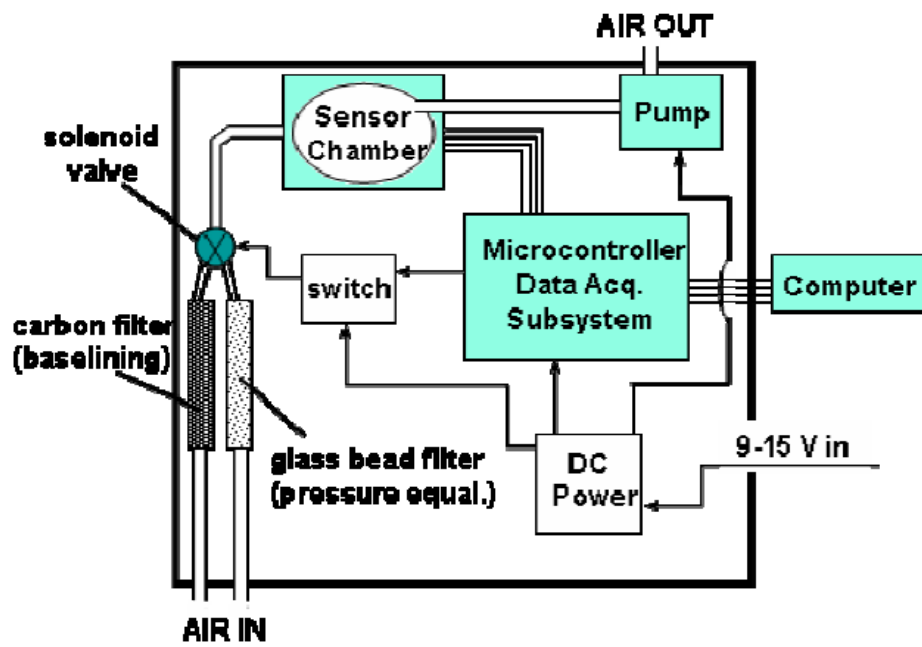 AIR OUT
Sensor
Chamber
Pump
solenoid
valve
Microcontroller
Data Acq.
Subsystem
switch
Computer
carbon filter
(baselining)
glass bead filter
(pressure equal.)
DC
Power
9-15 V in
AIR IN